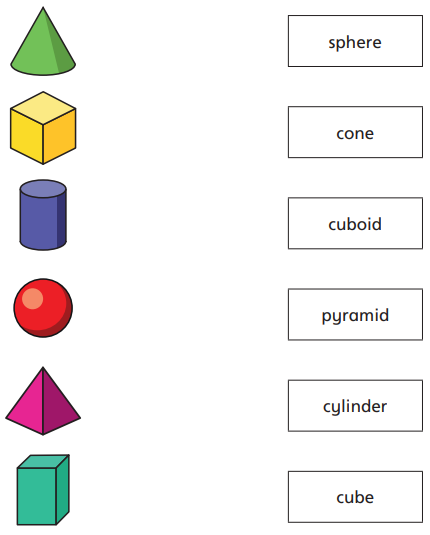 sphere
cone
cuboid
pyramid
cylinder
cube